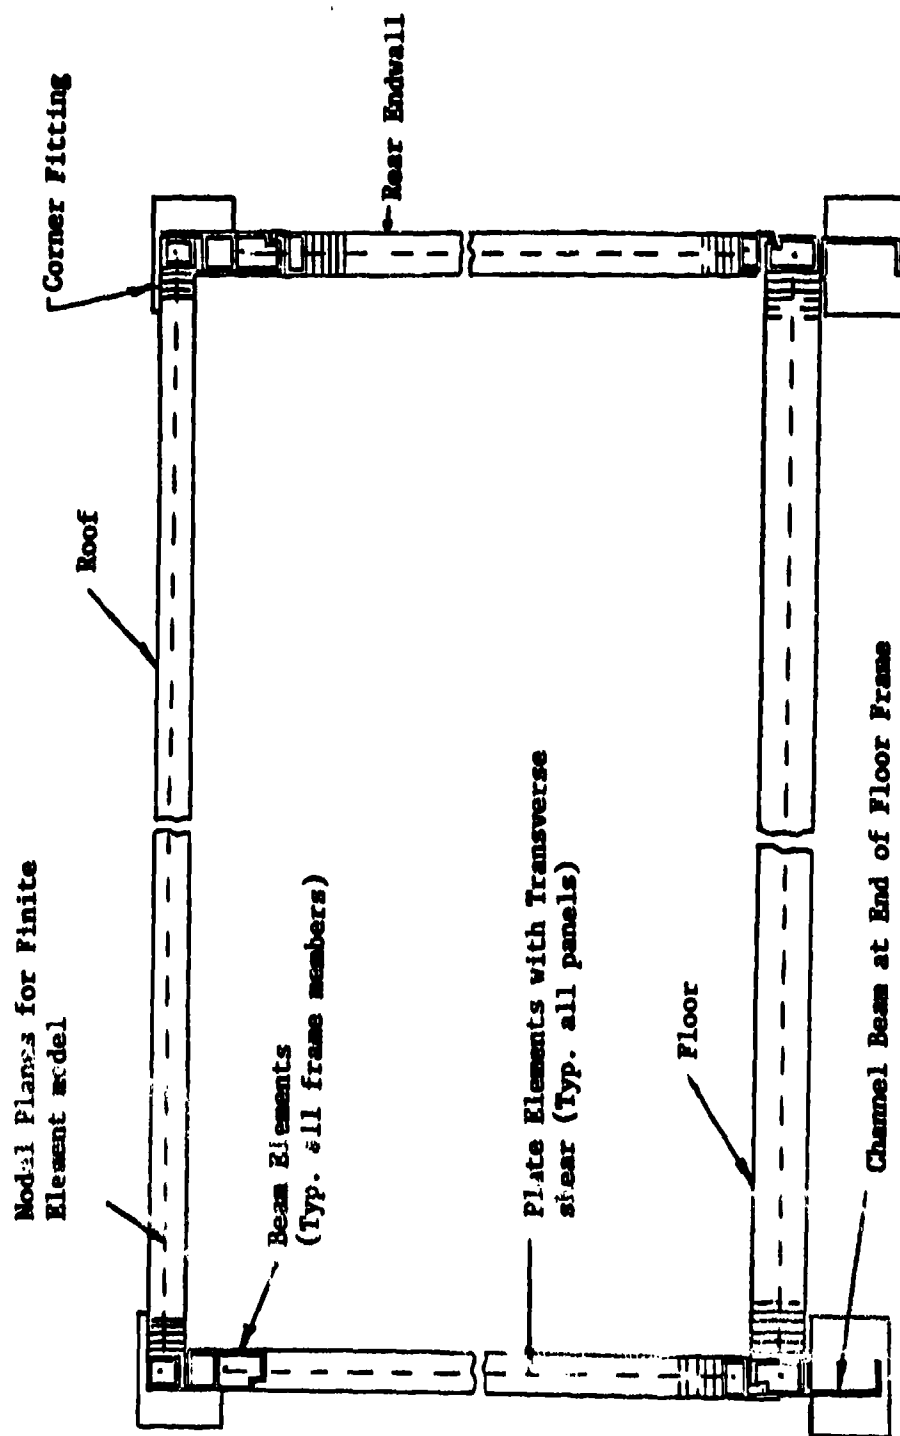 Nodal Planes for Finite
Element model
Roof
Corner Fitting
Rear Endwall
Beam Elements
(Typ. all frame members)
Plate Elements with Transverse
shear (Typ. all panels)
Floor
Channel Beam at End of Floor Frame